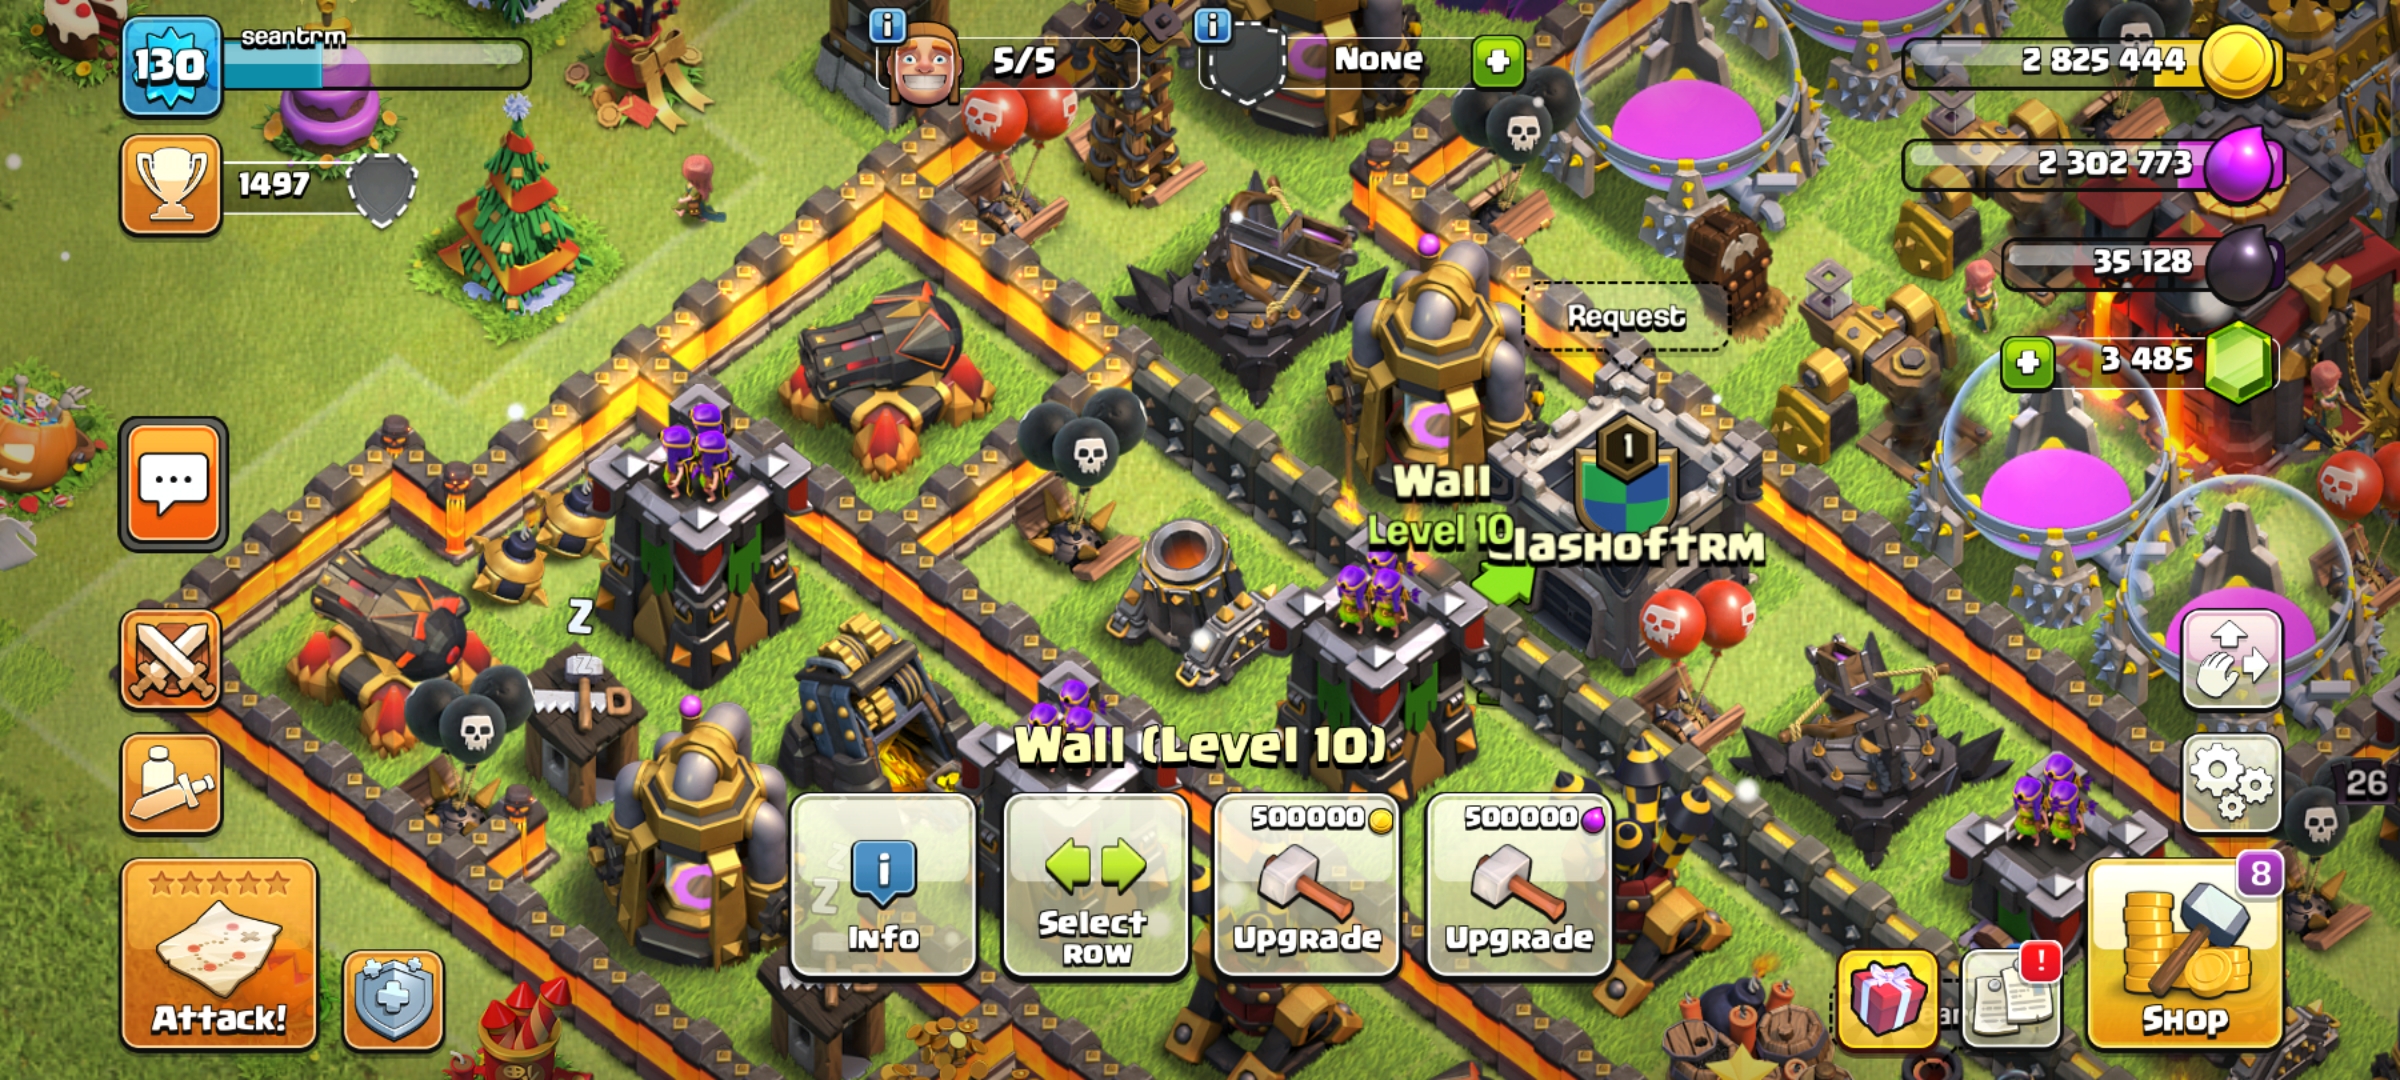 130
seantrm
5/5
None
2 825 444
1497
2 302 773
35 128
Request
3 485
1
Wall
Level 10
lashoftrm
Z
Z
Wall (Level 10)
26
500000
500000
8
Info
Select
row
Upgrade
Upgrade
Z
Z
Attack!
!
Shop